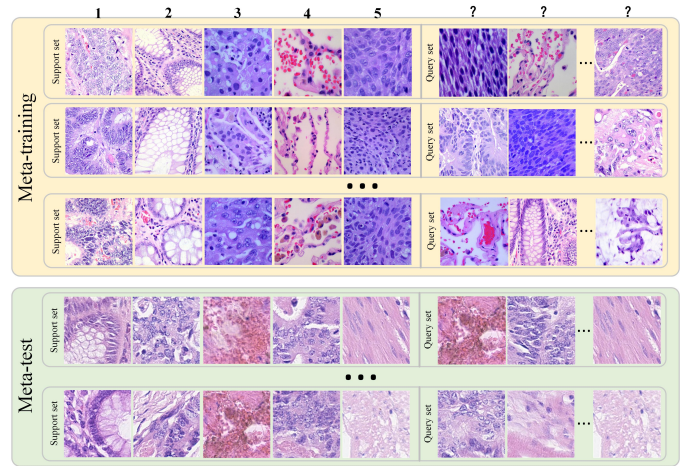 1 2 3 4 5 ? ? ?
Meta-training
Support set Query set ...
Support set Query set ...
...
Support set Query set ...
Meta-test
Support set Query set ...
...
Support set Query set ...